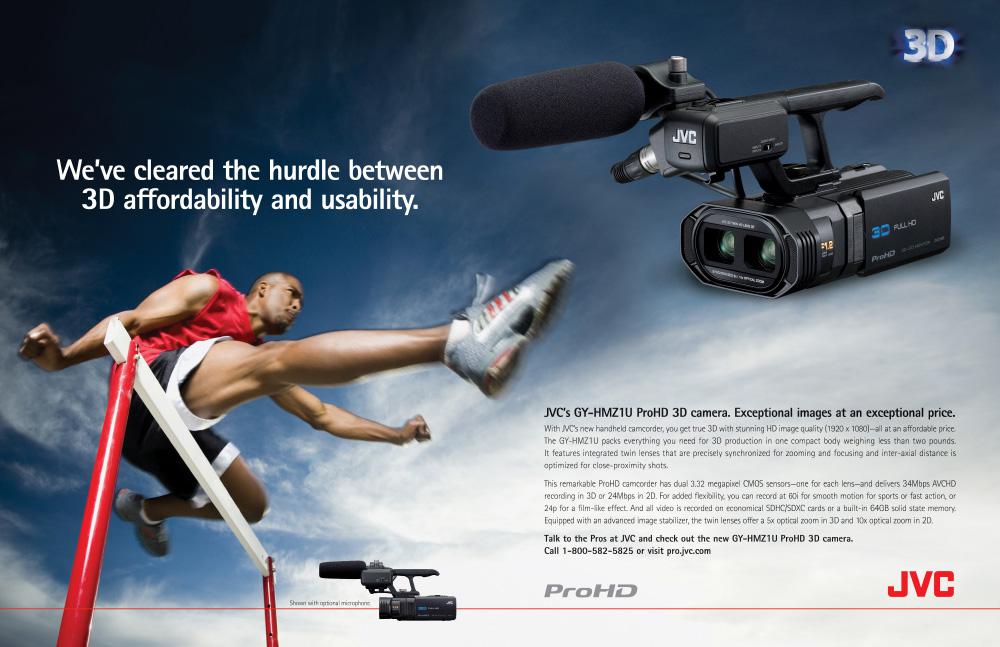 3D
We've cleared the hurdle between
3D affordability and usability.
JVC
JVC
3D FULL HD
F1.2
ProHD
JVC's GY-HMZ1U ProHD 3D camera. Exceptional images at an exceptional price.
With JVC's new handheld camcorder, you get true 3D with stunning HD image quality (1920 x 1080)—all at an affordable price.
The GY-HMZ1U packs everything you need for 3D production in one compact body weighing less than two pounds.
It features integrated twin lenses that are precisely synchronized for zooming and focusing and inter-axial distance is
optimized for close-proximity shots.
This remarkable ProHD camcorder has dual 3.32 megapixel CMOS sensors—one for each lens—and delivers 34Mbps AVCHD
recording in 3D or 24Mbps in 2D. For added flexibility, you can record at 60i for smooth motion for sports or fast action, or
24p for a film-like effect. And all video is recorded on economical SDHC/SDXC cards or a built-in 64GB solid state memory.
Equipped with an advanced image stabilizer, the twin lenses offer a 5x optical zoom in 3D and 10x optical zoom in 2D.
Talk to the Pros at JVC and check out the new GY-HMZ1U ProHD 3D camera.
Call 1-800-582-5825 or visit pro.jvc.com
Shown with optional microphone.
ProHD
JVC